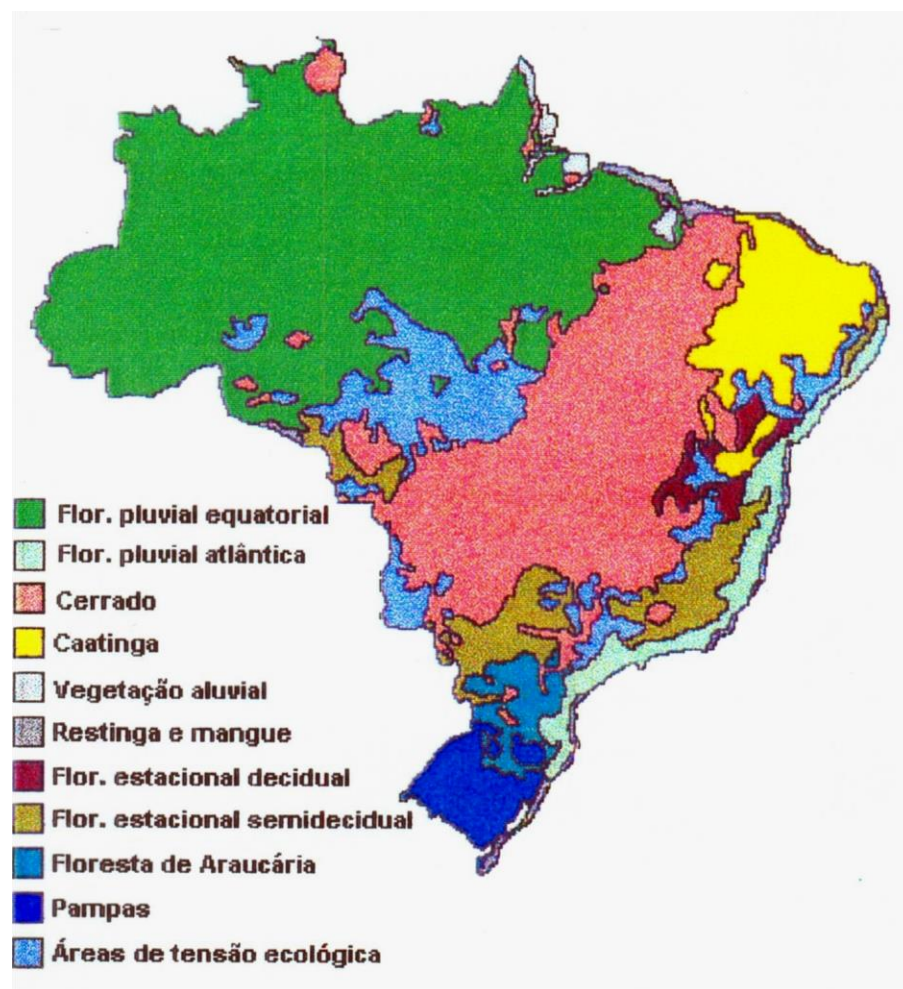 Flor. pluvial equatorial
Flor. pluvial atlântica
Cerrado
Caatinga
Vegetação aluvial
Restinga e mangue
Flor. estacional decidual
Flor. estacional semidecidual
Floresta de Araucária
Pampas
Áreas de tensão ecológica